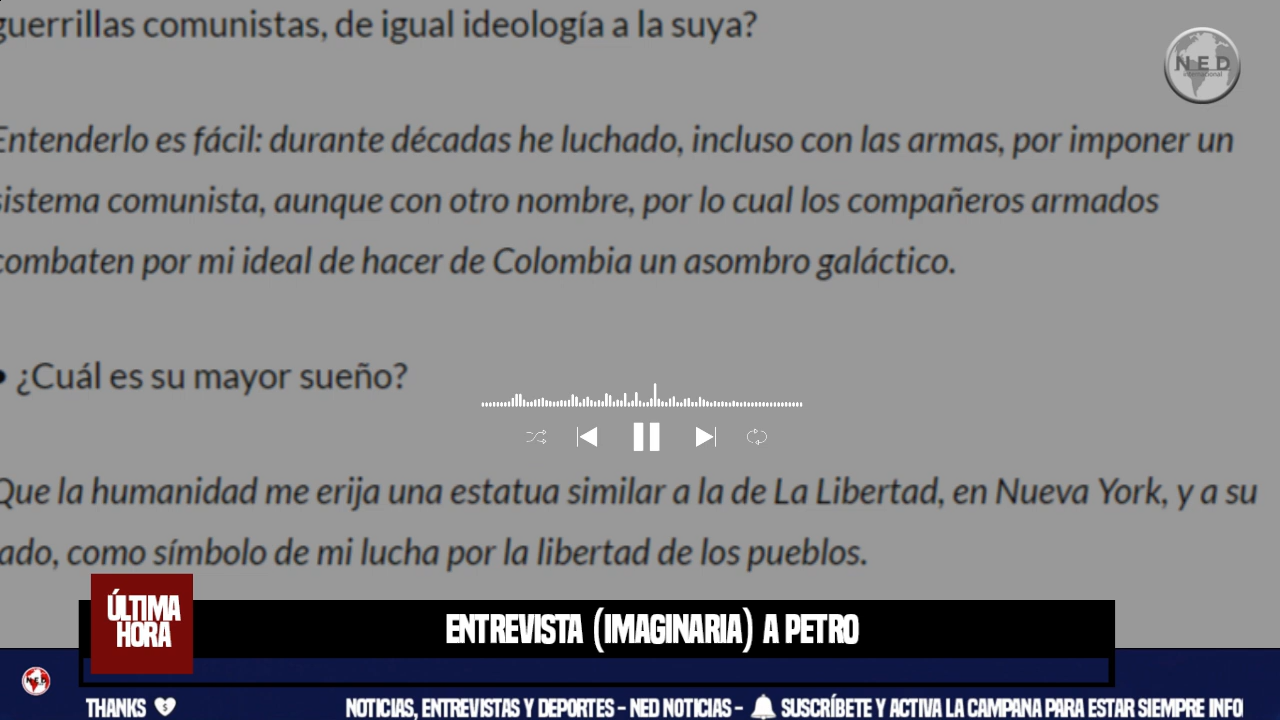 guerrillas comunistas, de igual ideología a la suya?
NED
internacional
Entenderlo es fácil: durante décadas he luchado, incluso con las armas, por imponer un
sistema comunista, aunque con otro nombre, por lo cual los compañeros armados
combaten por mi ideal de hacer de Colombia un asombro galáctico.
• ¿Cuál es su mayor sueño?
Que la humanidad me erija una estatua similar a la de La Libertad, en Nueva York, y a su
lado, como símbolo de mi lucha por la libertad de los pueblos.
ÚLTIMA
HORA
ENTREVISTA (IMAGINARIA) A PETRO
NED
THANKS
NOTICIAS, ENTREVISTAS Y DEPORTES - NED NOTICIAS - 🔔 SUSCRÍBETE Y ACTIVA LA CAMPANA PARA ESTAR SIEMPRE INFO